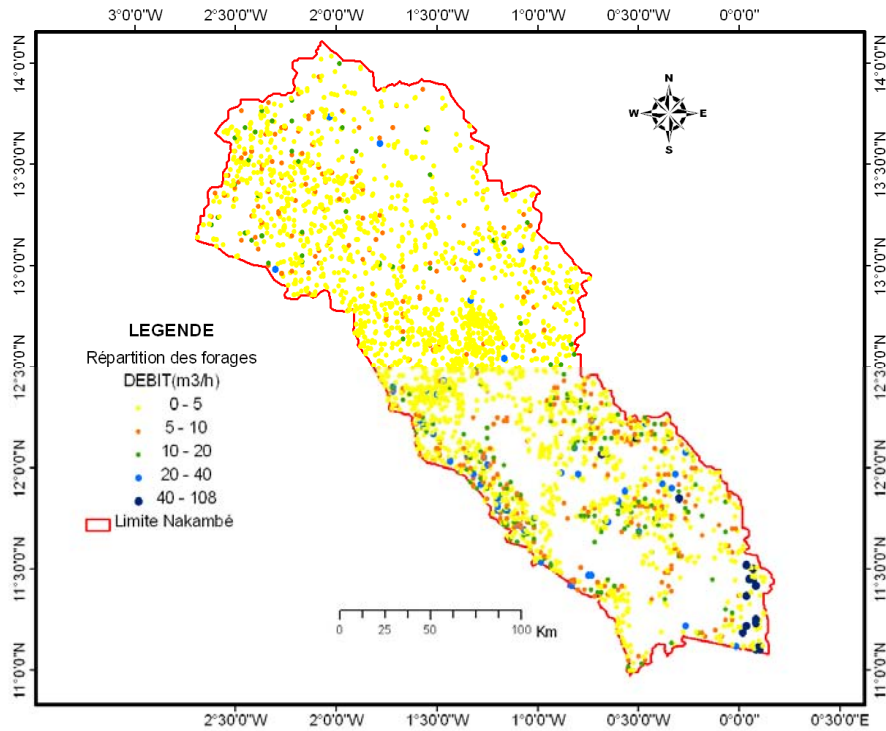 3°0'0"W 2°30'0"W 2°0'0"W 1°30'0"W 1°0'0"W 0°30'0"W 0°0'0"
14°0'0"N
13°30'0"N
13°0'0"N
12°30'0"N
12°0'0"N
11°30'0"N
11°0'0"N
N
W E
S
14°0'0"N
13°30'0"N
13°0'0"N
12°30'0"N
12°0'0"N
11°30'0"N
11°0'0"N
LEGENDE
Répartition des forages
DEBIT(m3/h)
0 - 5
5 - 10
10 - 20
20 - 40
40 - 108
Limite Nakambé
0 25 50 100 Km
2°30'0"W 2°0'0"W 1°30'0"W 1°0'0"W 0°30'0"W 0°0'0" 0°30'0"E